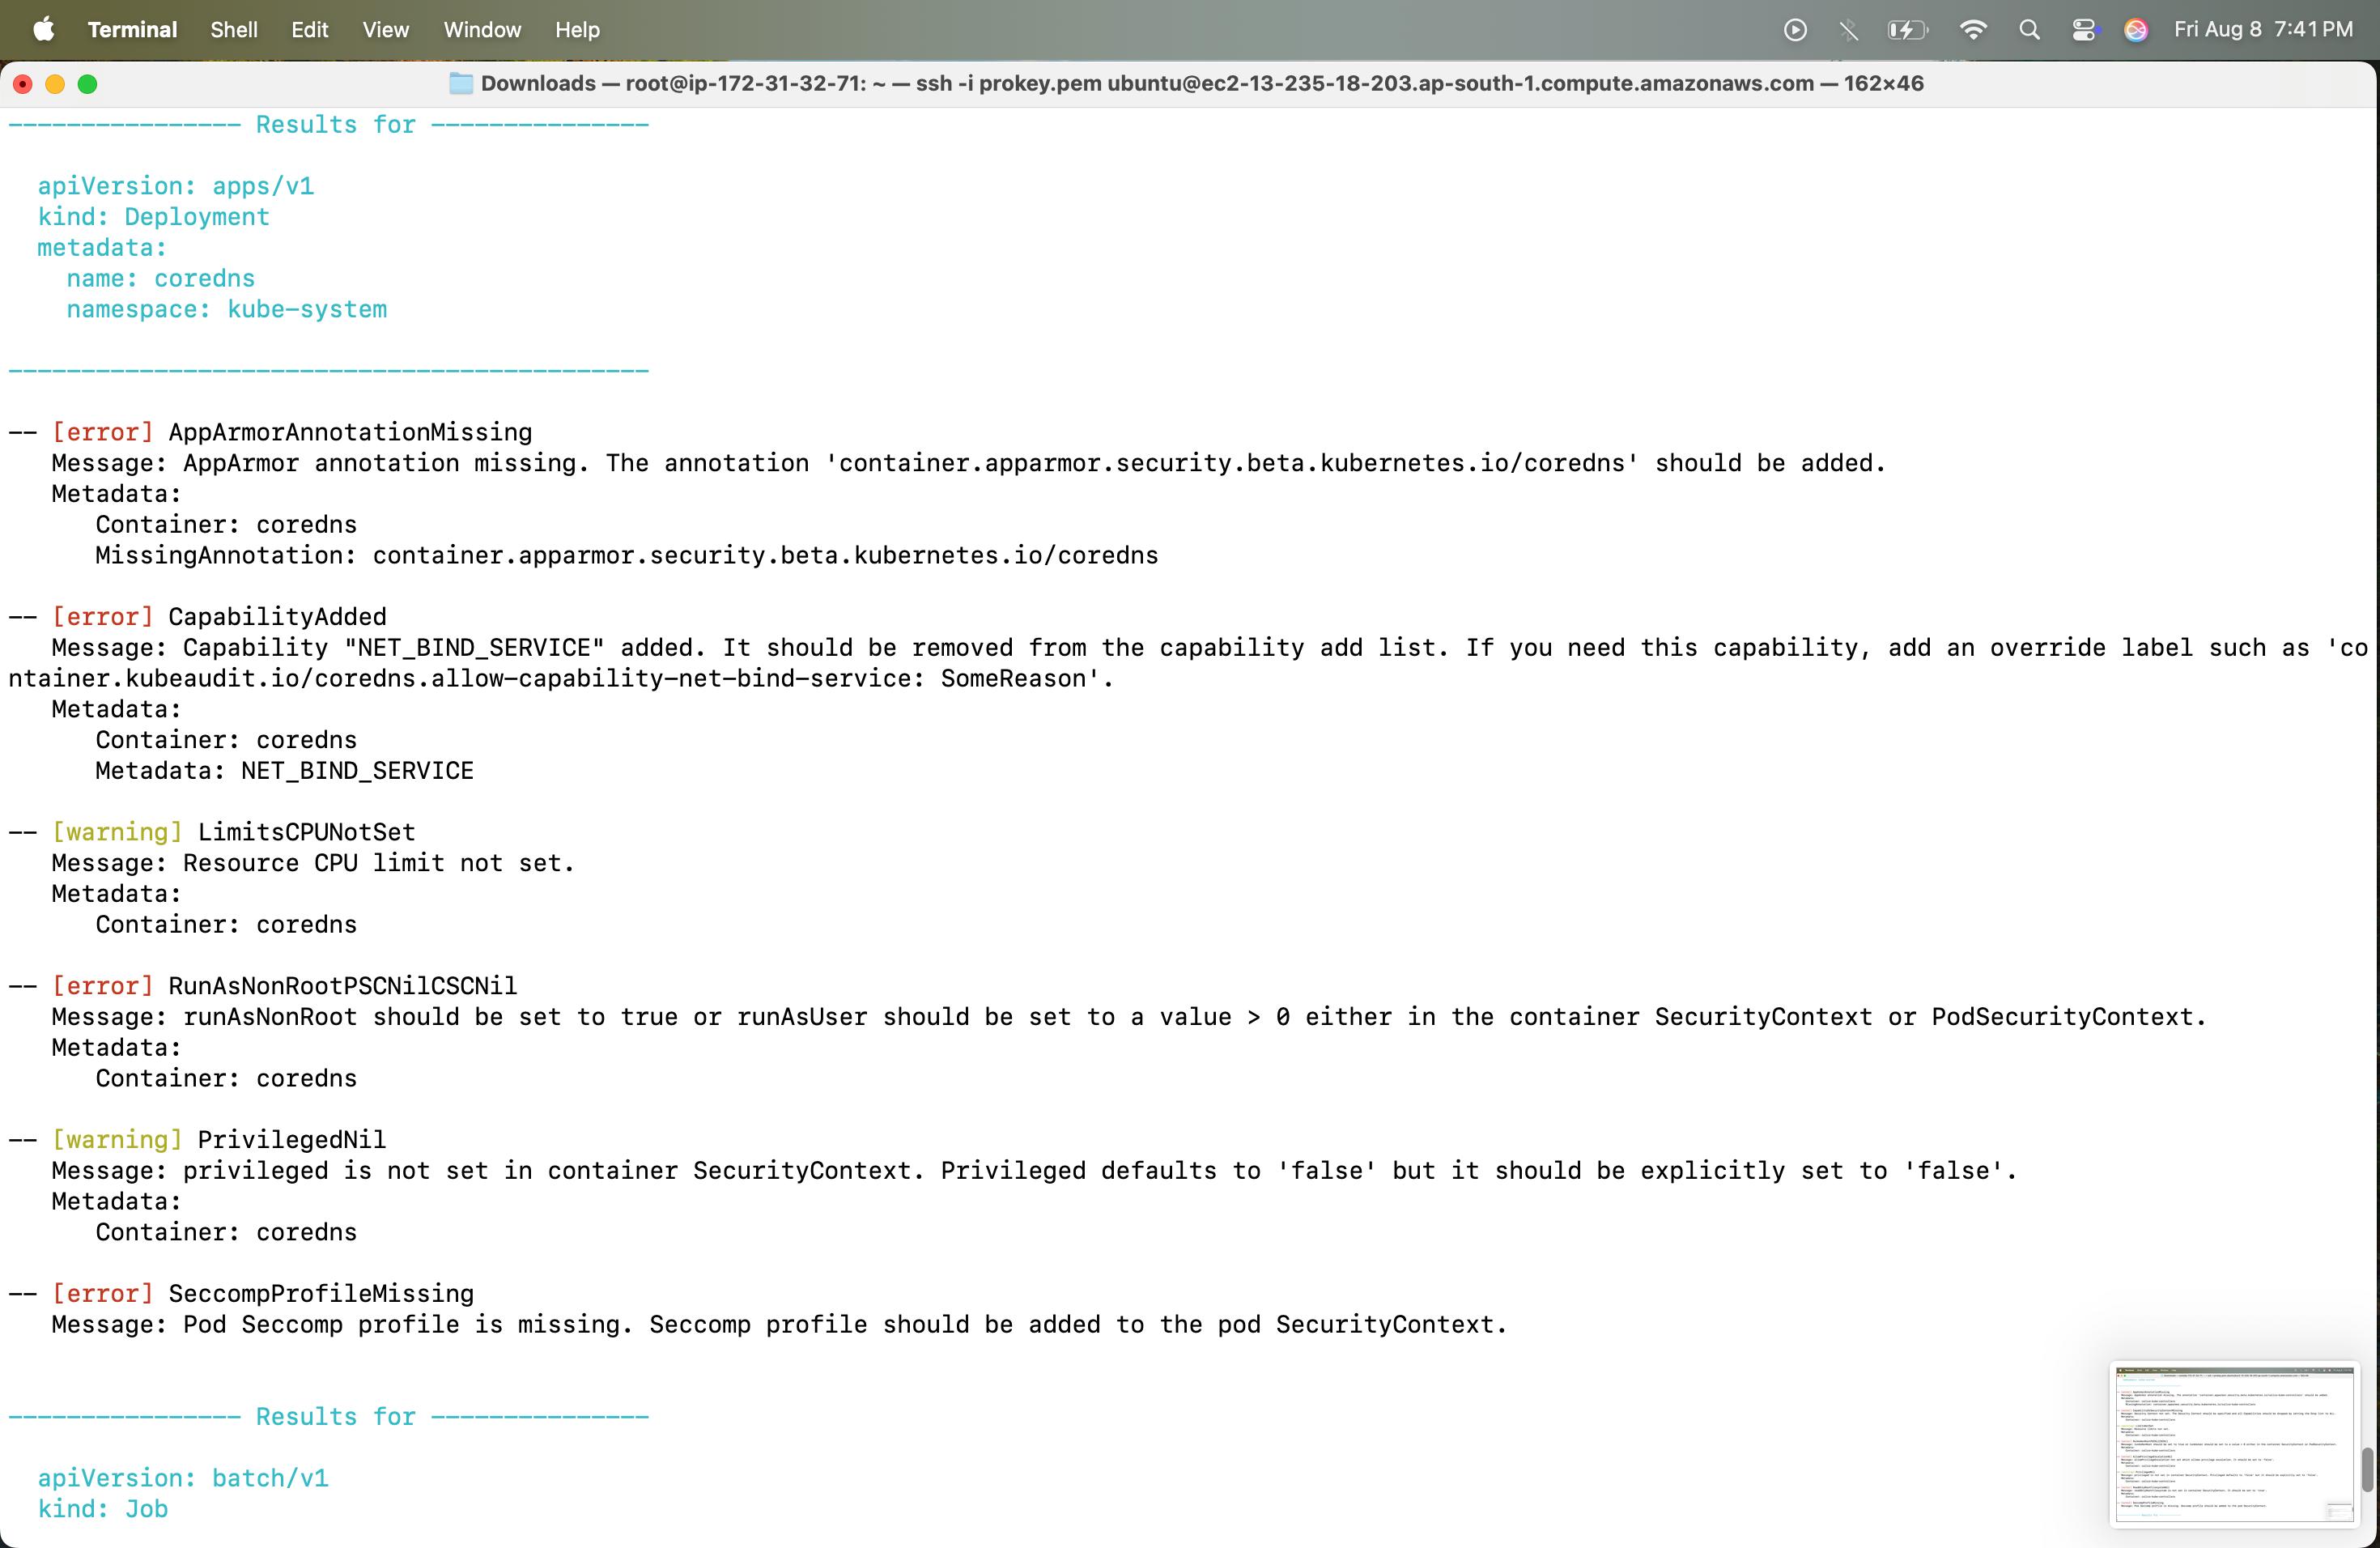 Terminal Shell Edit View Window Help Fri Aug 8 7:41 PM
Downloads — root@ip-172-31-32-71: ~ — ssh -i prokey.pem ubuntu@ec2-13-235-18-203.ap-south-1.compute.amazonaws.com — 162×46
---------------- Results for ---------------
apiVersion: apps/v1
kind: Deployment
metadata:
name: coredns
namespace: kube-system
--------------------------------------------
-- [error] AppArmorAnnotationMissing
Message: AppArmor annotation missing. The annotation 'container.apparmor.security.beta.kubernetes.io/coredns' should be added.
Metadata:
Container: coredns
MissingAnnotation: container.apparmor.security.beta.kubernetes.io/coredns
-- [error] CapabilityAdded
Message: Capability "NET_BIND_SERVICE" added. It should be removed from the capability add list. If you need this capability, add an override label such as 'co
ntainer.kubeaudit.io/coredns.allow-capability-net-bind-service: SomeReason'.
Metadata:
Container: coredns
Metadata: NET_BIND_SERVICE
-- [warning] LimitsCPUNotSet
Message: Resource CPU limit not set.
Metadata:
Container: coredns
-- [error] RunAsNonRootPSCNilCSCNil
Message: runAsNonRoot should be set to true or runAsUser should be set to a value > 0 either in the container SecurityContext or PodSecurityContext.
Metadata:
Container: coredns
-- [warning] PrivilegedNil
Message: privileged is not set in container SecurityContext. Privileged defaults to 'false' but it should be explicitly set to 'false'.
Metadata:
Container: coredns
-- [error] SeccompProfileMissing
Message: Pod Seccomp profile is missing. Seccomp profile should be added to the pod SecurityContext.
---------------- Results for ---------------
apiVersion: batch/v1
kind: Job